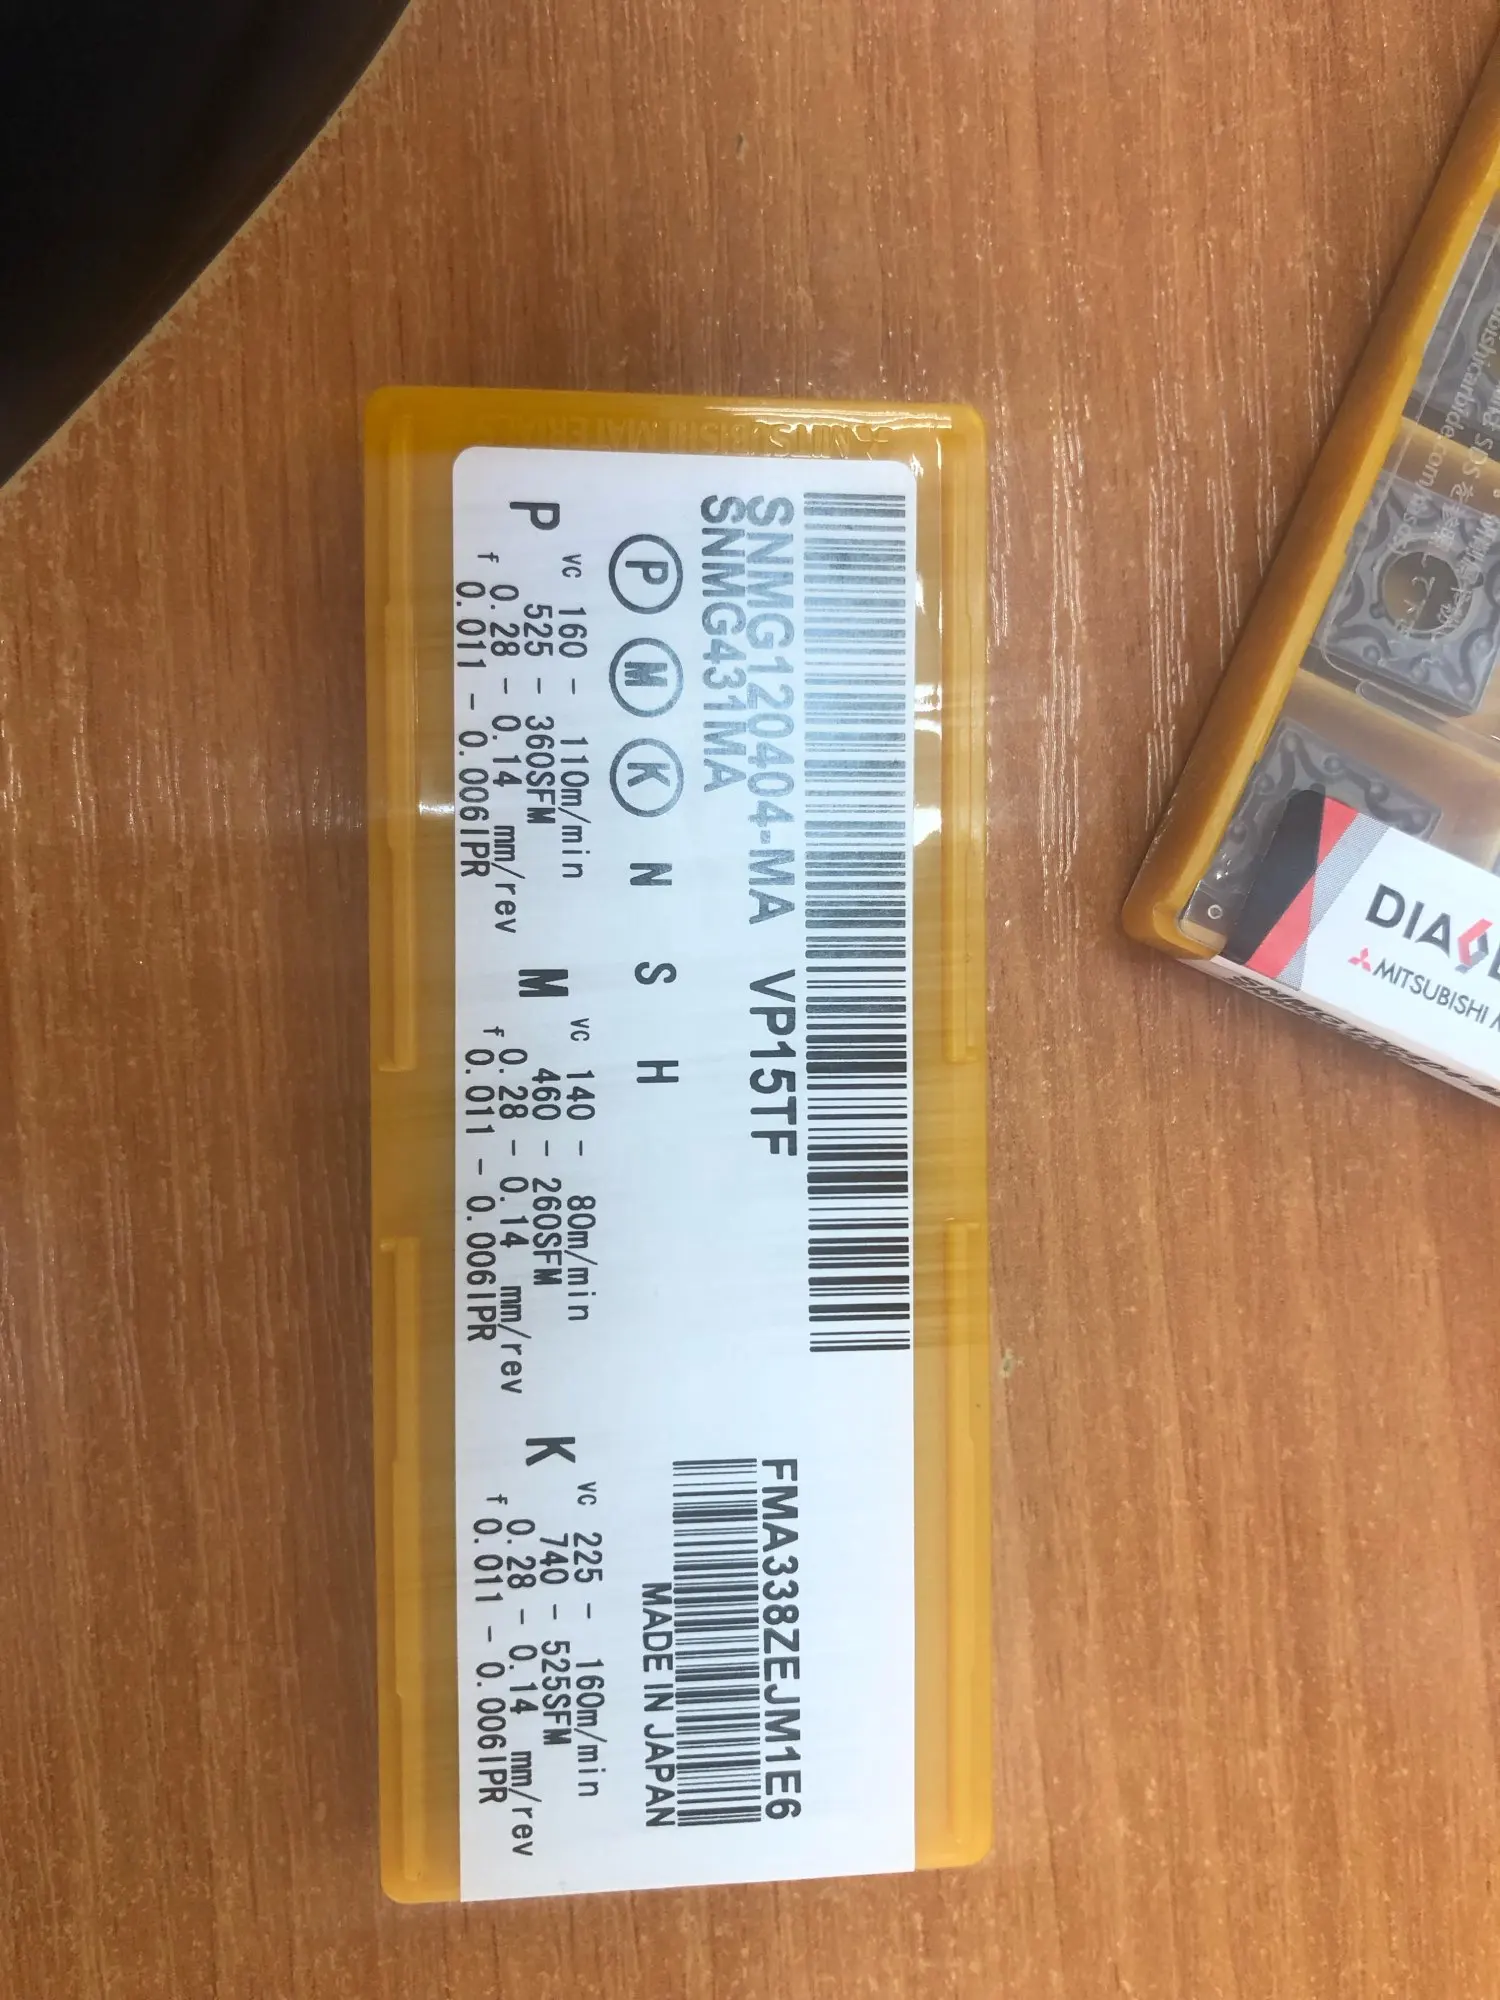 MITSUBISHI MATERIALS
SNMG120404-MA VP15TF
SNMG431MA
FMA338ZEJM1E6
MADE IN JAPAN
P M K N S H
P vc 160 - 110m/min
525 - 360SFM
f 0.28 - 0.14 mm/rev
0.011 - 0.006IPR
M vc 140 - 80m/min
460 - 260SFM
f 0.28 - 0.14 mm/rev
0.011 - 0.006IPR
K vc 225 - 160m/min
740 - 525SFM
f 0.28 - 0.14 mm/rev
0.011 - 0.006IPR
MITSUBISHI